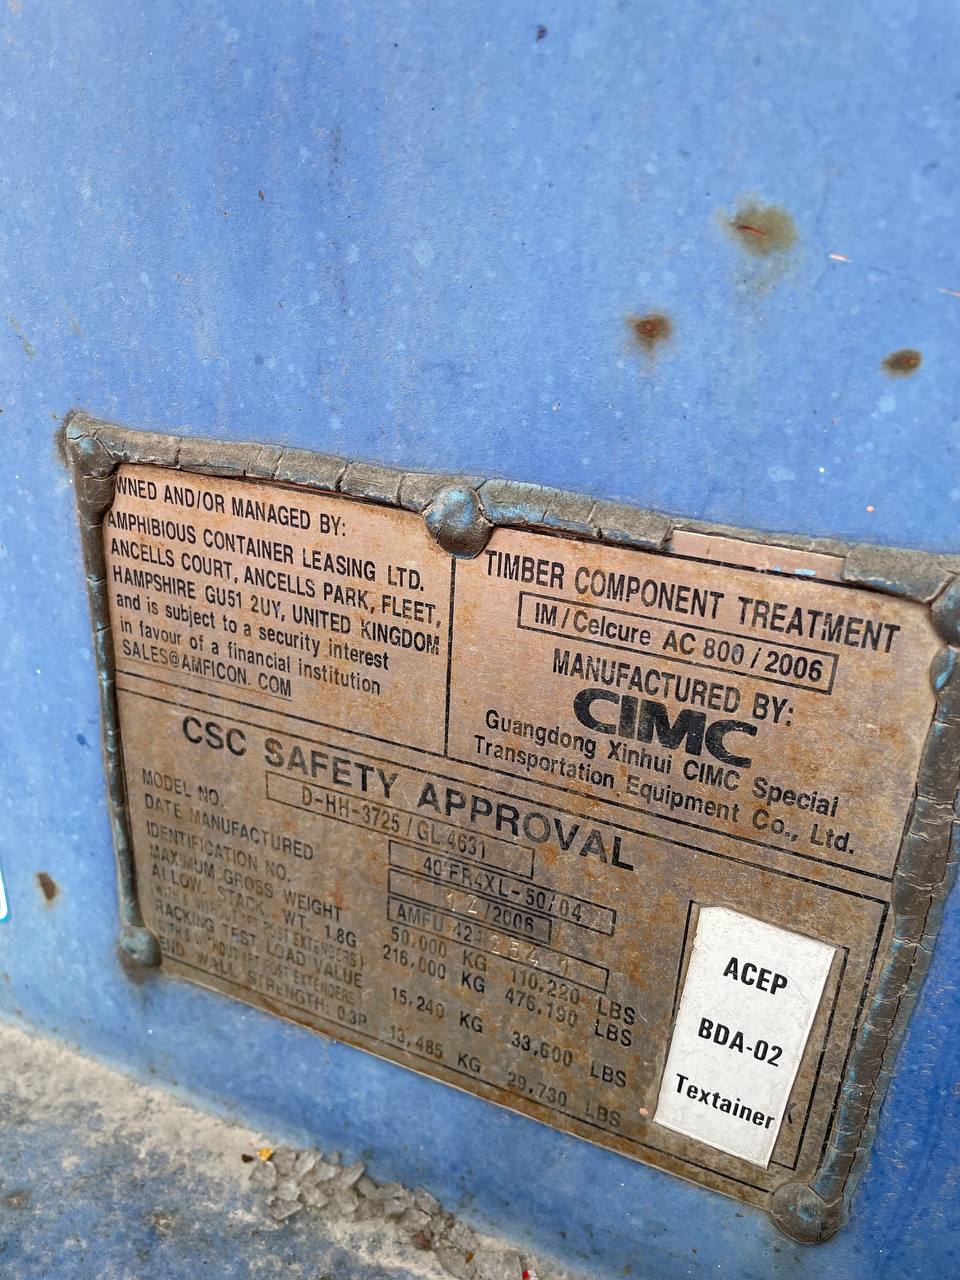 WNED AND/OR MANAGED BY:
AMPHIBIOUS CONTAINER LEASING LTD.
ANCELLS COURT, ANCELLS PARK, FLEET,
HAMPSHIRE GU51 2UY, UNITED KINGDOM
and is subject to a security interest
in favour of a financial institution
SALES@AMFICON. COM
TIMBER COMPONENT TREATMENT
IM / Celcure AC 800 / 2006
MANUFACTURED BY:
CIMC
Guangdong Xinhui CIMC Special
Transportation Equipment Co., Ltd.
CSC SAFETY APPROVAL
D-HH-3725 / GL 4631
MODEL NO. 40'FR4XL-50/04
DATE MANUFACTURED 12/2006
IDENTIFICATION NO. AMFU 42
MAXIMUM GROSS WEIGHT 50,000 KG 110,220 LBS
ALLOW. STACK. WT. 1.8G 216,000 KG 476,190 LBS
RACKING TEST LOAD VALUE 15,240 KG 33,600 LBS
END WALL STRENGTH: 0.3P 13,485 KG 29,730 LBS
ACEP
BDA-02
Textainer